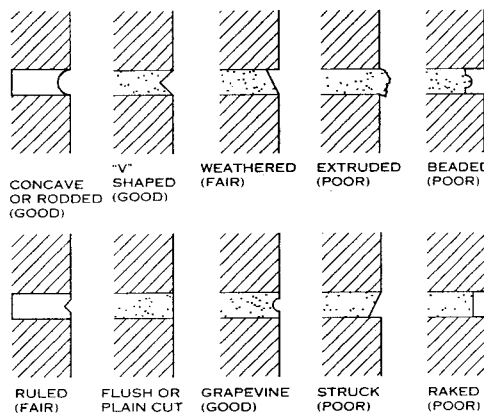 CONCAVE
OR RODDED
(GOOD)
"V"
SHAPED
(GOOD)
WEATHERED
(FAIR)
EXTRUDED
(POOR)
BEADED
(POOR)
RULED
(FAIR)
FLUSH OR
PLAIN CUT
GRAPEVINE
(GOOD)
STRUCK
(POOR)
RAKED
(POOR)